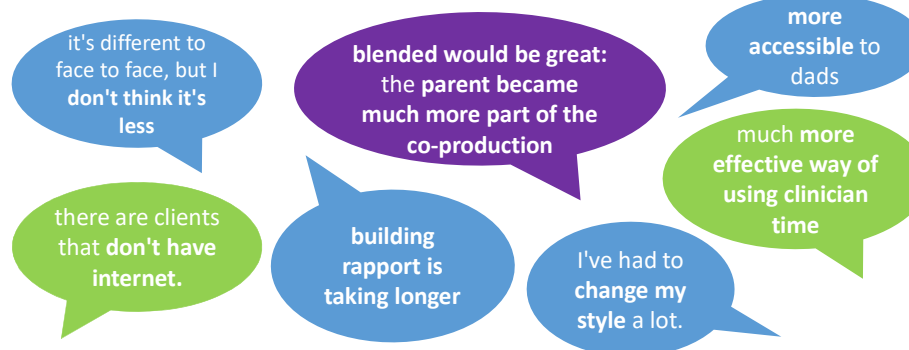 it's different to
face to face, but I
don't think it's
less
blended would be great:
the parent became
much more part of the
co-production
more
accessible to
dads
much more
effective way of
using clinician
time
there are clients
that don't have
internet.
building
rapport is
taking longer
I've had to
change my
style a lot.